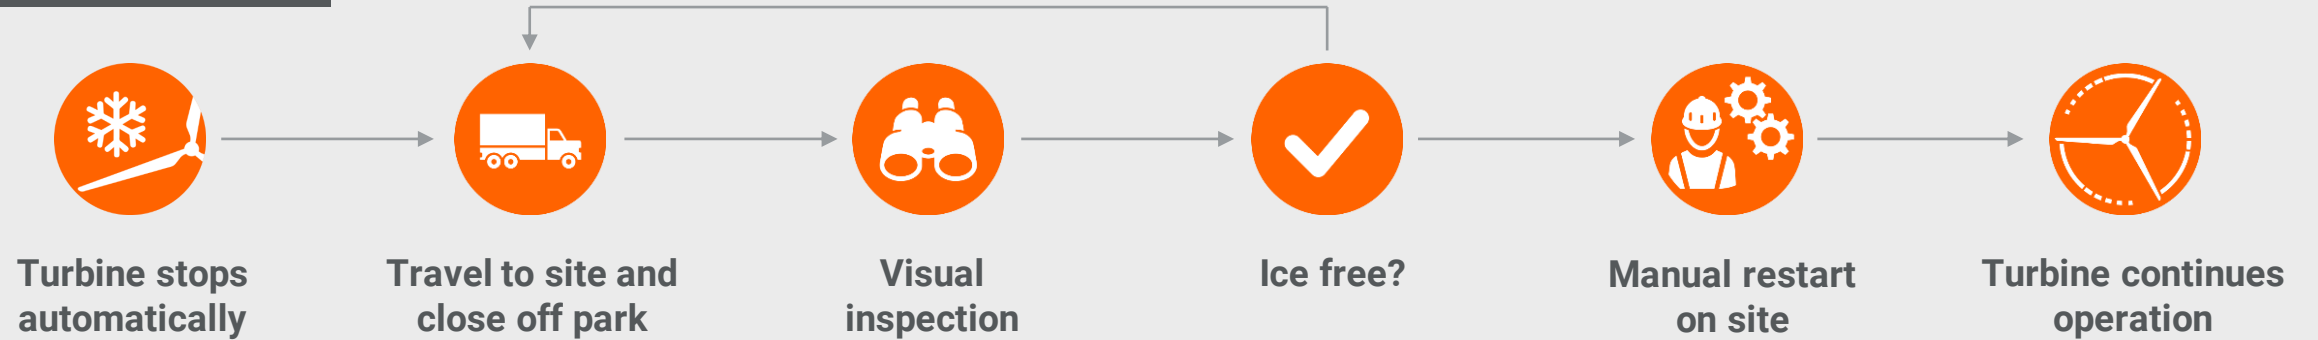 Turbine stops
automatically
Travel to site and
close off park
Visual
inspection
Ice free?
Manual restart
on site
Turbine continues
operation